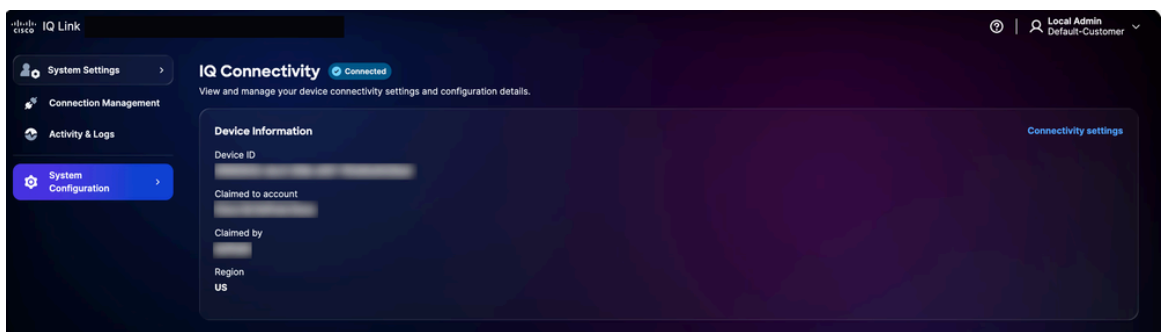 CISCO IQ Link
Local Admin
Default-Customer
System Settings
Connection Management
Activity & Logs
System
Configuration
IQ Connectivity Connected
View and manage your device connectivity settings and configuration details.
Device Information
Connectivity settings
Device ID
Claimed to account
Claimed by
Region
US